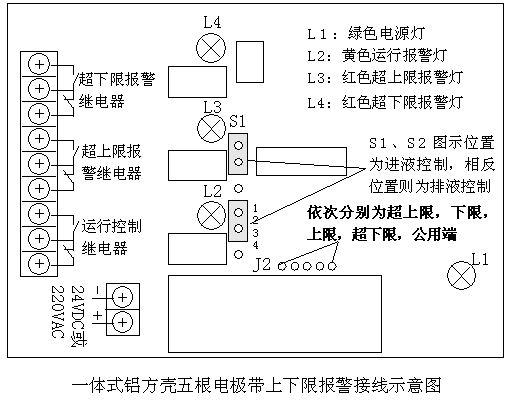 L4
L1：绿色电源灯
L2：黄色运行报警灯
L3：红色超上限报警灯
L4：红色超下限报警灯
超下限报警
继电器
L3
S1
S1、S2 图示位置
为进液控制，相反
位置则为排液控制
超上限报
警继电器
L2
1
2
3
4
依次分别为超上限，下限，
上限，超下限，公用端
运行控制
继电器
J2
L1
-
+
24VDC或
220VAC
一体式铝方壳五根电极带上下限报警接线示意图